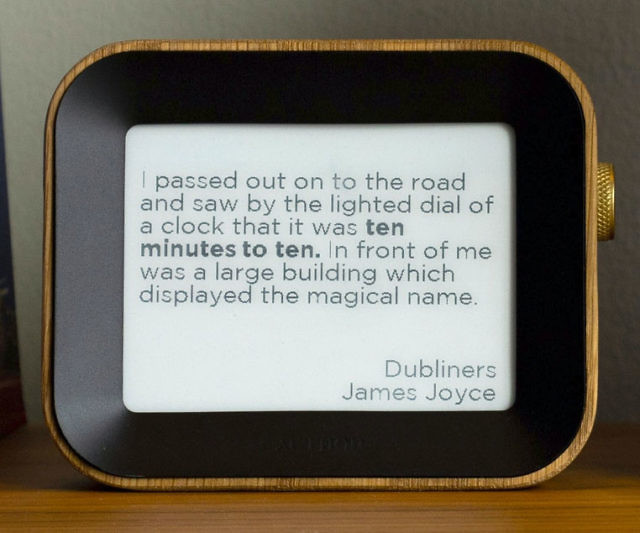 I passed out on to the road
and saw by the lighted dial of
a clock that it was ten
minutes to ten. In front of me
was a large building which
displayed the magical name.
Dubliners
James Joyce